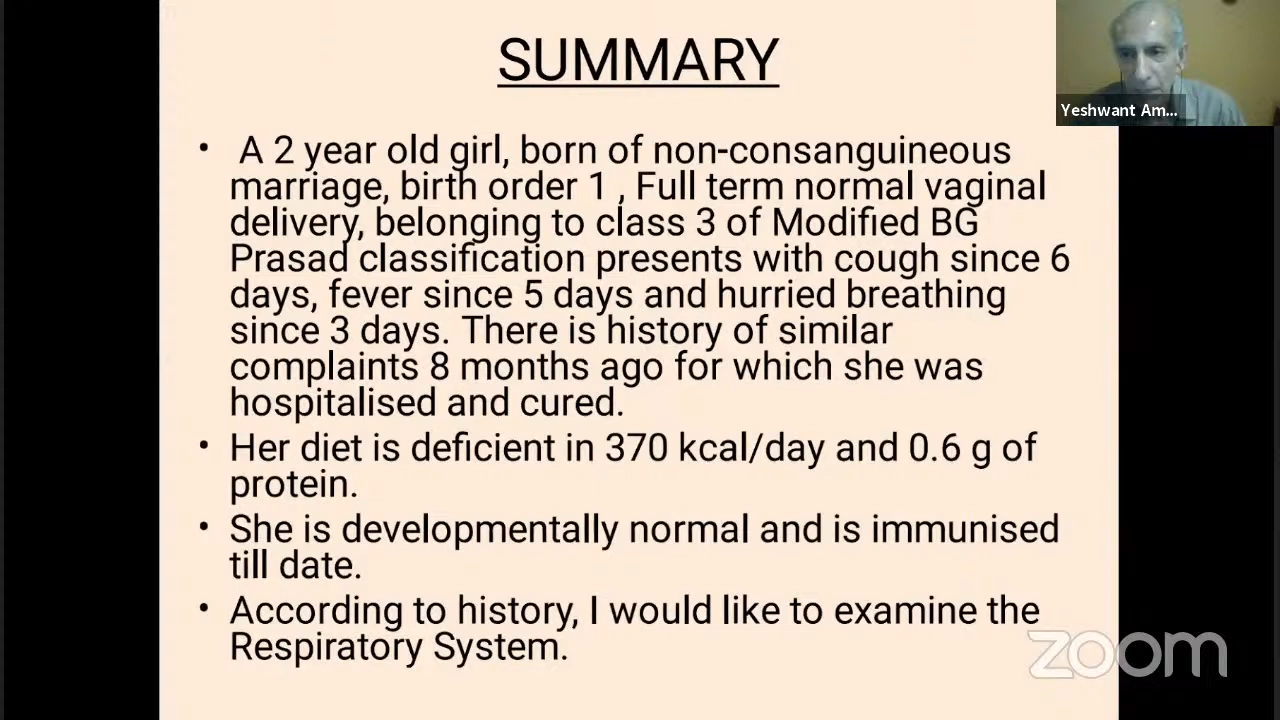 SUMMARY
Yeshwant Am...
• A 2 year old girl, born of non-consanguineous
marriage, birth order 1 , Full term normal vaginal
delivery, belonging to class 3 of Modified BG
Prasad classification presents with cough since 6
days, fever since 5 days and hurried breathing
since 3 days. There is history of similar
complaints 8 months ago for which she was
hospitalised and cured.
• Her diet is deficient in 370 kcal/day and 0.6 g of
protein.
• She is developmentally normal and is immunised
till date.
• According to history, I would like to examine the
Respiratory System.
zoom